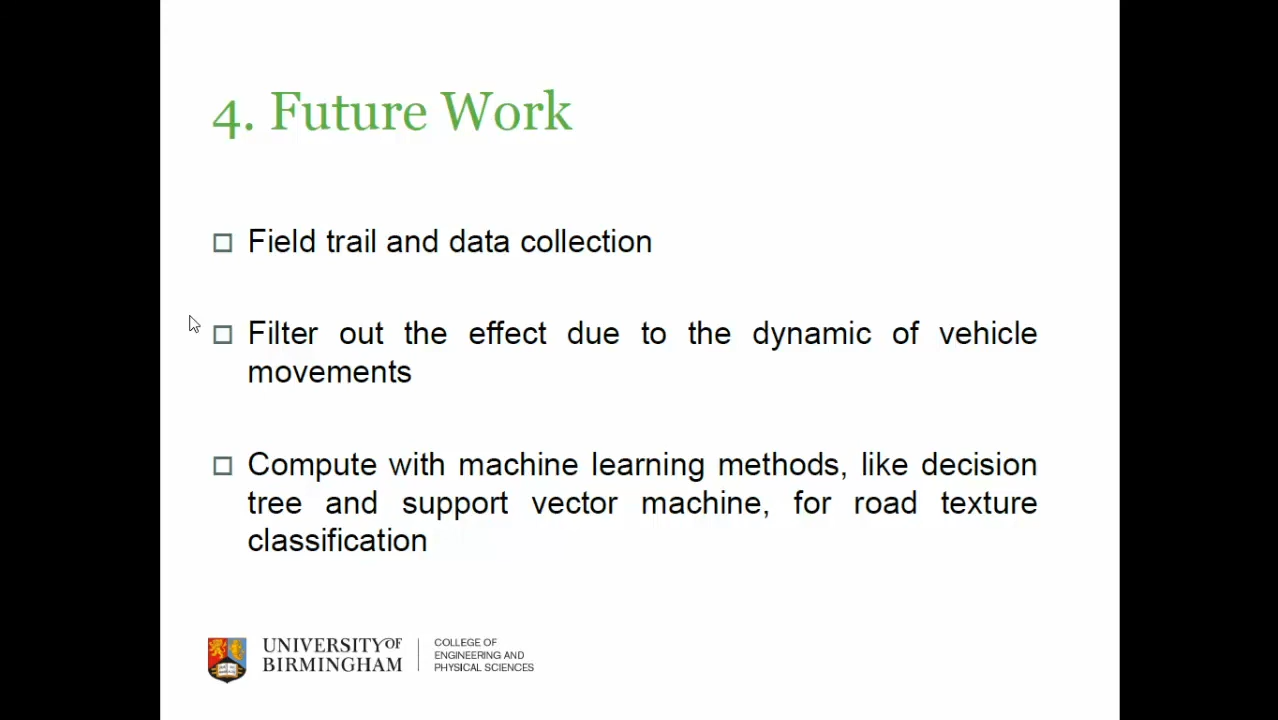 4. Future Work
Field trail and data collection
Filter out the effect due to the dynamic of vehicle
movements
Compute with machine learning methods, like decision
tree and support vector machine, for road texture
classification
UNIVERSITY OF
BIRMINGHAM
COLLEGE OF
ENGINEERING AND
PHYSICAL SCIENCES